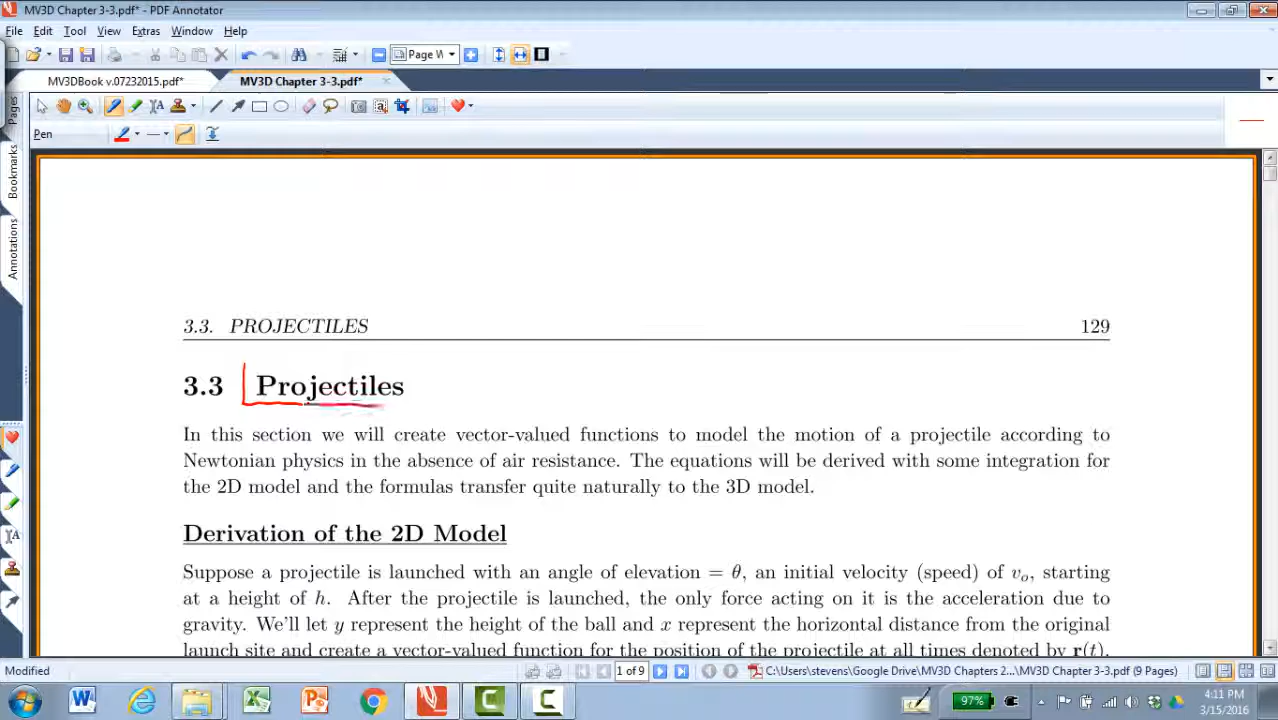 MV3D Chapter 3-3.pdf* - PDF Annotator
File Edit Tool View Extras Window Help
Page W
MV3DBook v.07232015.pdf* MV3D Chapter 3-3.pdf*
Pen
Pages
Bookmarks
Annotations
3.3. PROJECTILES 129
3.3 Projectiles
In this section we will create vector-valued functions to model the motion of a projectile according to
Newtonian physics in the absence of air resistance. The equations will be derived with some integration for
the 2D model and the formulas transfer quite naturally to the 3D model.
Derivation of the 2D Model
Suppose a projectile is launched with an angle of elevation = θ, an initial velocity (speed) of vₒ, starting
at a height of h. After the projectile is launched, the only force acting on it is the acceleration due to
gravity. We'll let y represent the height of the ball and x represent the horizontal distance from the original
launch site and create a vector-valued function for the position of the projectile at all times denoted by r(t).
Modified 1 of 9 C:\Users\stevens\Google Drive\MV3D Chapters 2...\MV3D Chapter 3-3.pdf (9 Pages)
97% 4:11 PM
3/15/2016